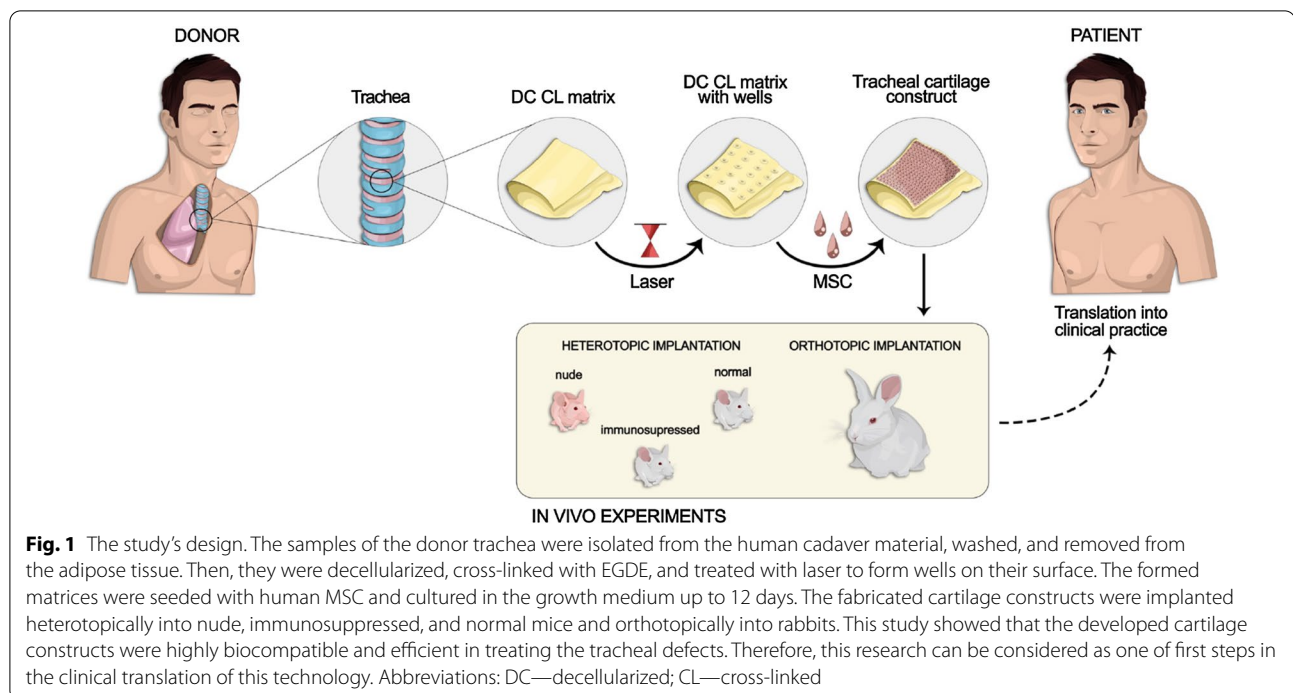 DONOR
PATIENT
Trachea
DC CL matrix
DC CL matrix
with wells
Tracheal cartilage
construct
Laser
MSC
Translation into
clinical practice
HETEROTOPIC IMPLANTATION
ORTHOTOPIC IMPLANTATION
nude
normal
immunosupressed
IN VIVO EXPERIMENTS
Fig. 1 The study's design. The samples of the donor trachea were isolated from the human cadaver material, washed, and removed from
the adipose tissue. Then, they were decellularized, cross-linked with EGDE, and treated with laser to form wells on their surface. The formed
matrices were seeded with human MSC and cultured in the growth medium up to 12 days. The fabricated cartilage constructs were implanted
heterotopically into nude, immunosuppressed, and normal mice and orthotopically into rabbits. This study showed that the developed cartilage
constructs were highly biocompatible and efficient in treating the tracheal defects. Therefore, this research can be considered as one of first steps in
the clinical translation of this technology. Abbreviations: DC—decellularized; CL—cross-linked